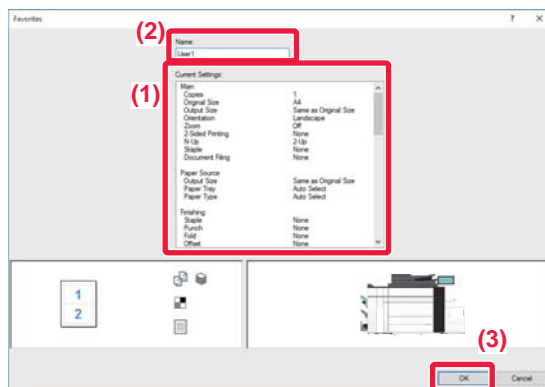 Favorites ? X
(2)
Name:
User1
(1)
Current Settings:
Main
Copies 1
Original Size A4
Output Size Same as Original Size
Orientation Landscape
Zoom Off
2-Sided Printing None
N-Up 2-Up
Staple None
Document Filing None
Paper Source
Output Size Same as Original Size
Paper Tray Auto Select
Paper Type Auto Select
Finishing
Staple None
Punch None
Fold None
Offset None
1
2
(3)
OK Cancel